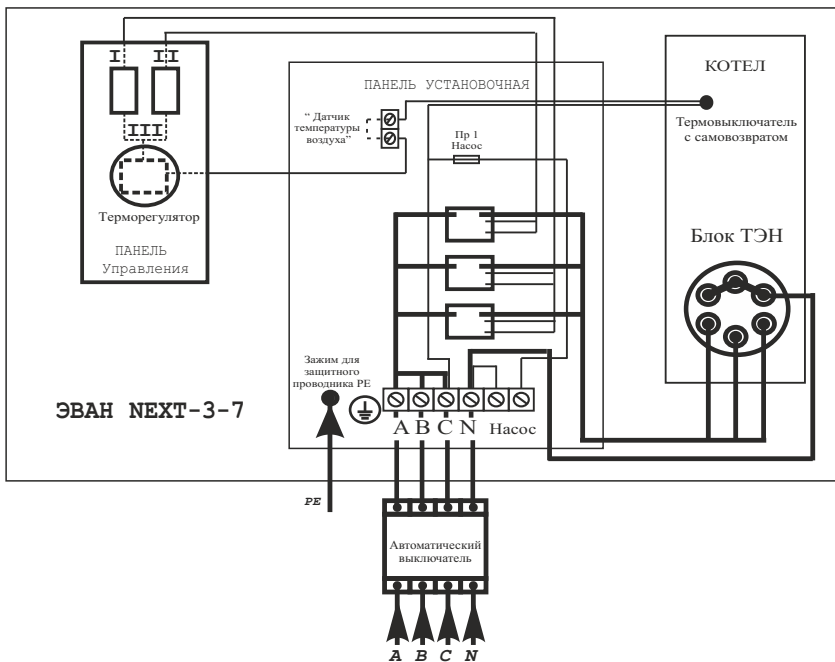 I
II
III
Терморегулятор
ПАНЕЛЬ
Управления
ПАНЕЛЬ УСТАНОВОЧНАЯ
“ Датчик
температуры
воздуха”
Пр 1
Насос
КОТЕЛ
Термовыключатель
с самовозвратом
Блок ТЭН
Зажим для
защитного
проводника РЕ
ЭВАН NEXT-3-7
A B C N Насос
PE
Автоматический
выключатель
A B C N